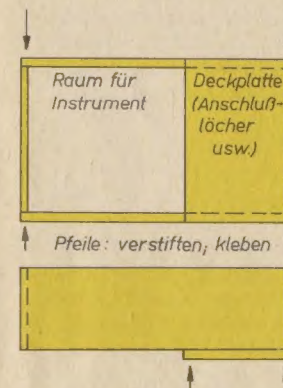 Raum für
Instrument
Deckplatte
(Anschluß-
löcher
usw.)
Pfeile: verstiften; kleben